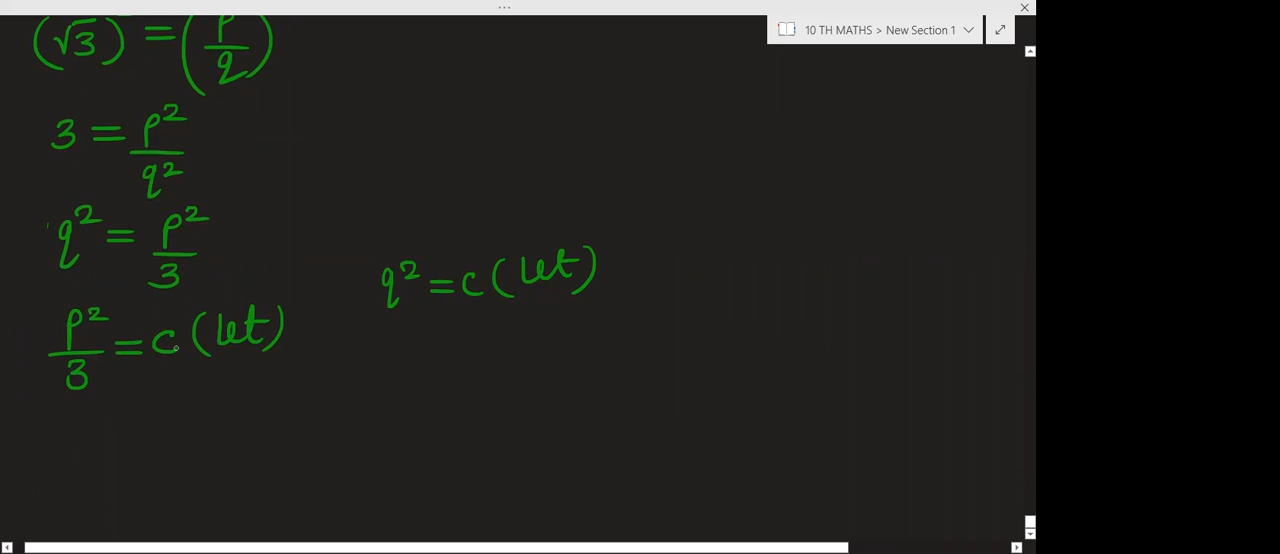 10 TH MATHS > New Section 1
(√3) = (p/q)
3 = p²/q²
q² = p²/3
q² = c (let)
p²/3 = c (let)